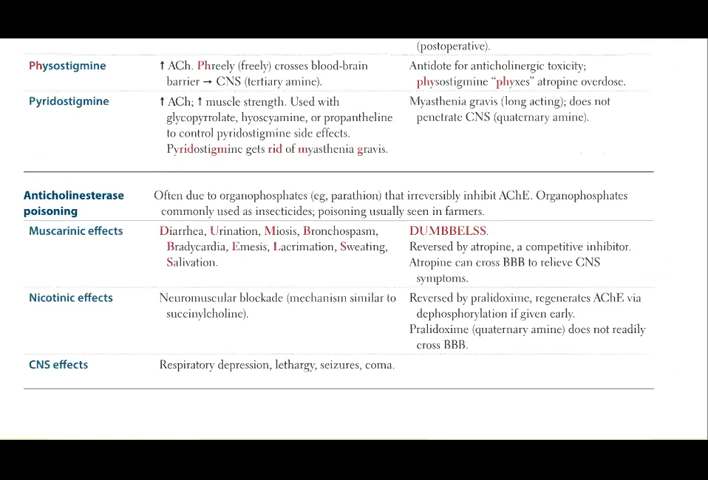 (postoperative).
Physostigmine
↑ ACh. Phreely (freely) crosses blood-brain
barrier → CNS (tertiary amine).
Antidote for anticholinergic toxicity;
physostigmine “phyxes” atropine overdose.
Pyridostigmine
↑ ACh; ↑ muscle strength. Used with
glycopyrrolate, hyoscyamine, or propantheline
to control pyridostigmine side effects.
Pyridostigmine gets rid of myasthenia gravis.
Myasthenia gravis (long acting); does not
penetrate CNS (quaternary amine).
Anticholinesterase
poisoning
Often due to organophosphates (eg, parathion) that irreversibly inhibit AChE. Organophosphates
commonly used as insecticides; poisoning usually seen in farmers.
Muscarinic effects
Diarrhea, Urination, Miosis, Bronchospasm,
Bradycardia, Emesis, Lacrimation, Sweating,
Salivation.
DUMBBELSS.
Reversed by atropine, a competitive inhibitor.
Atropine can cross BBB to relieve CNS
symptoms.
Nicotinic effects
Neuromuscular blockade (mechanism similar to
succinylcholine).
Reversed by pralidoxime, regenerates AChE via
dephosphorylation if given early.
Pralidoxime (quaternary amine) does not readily
cross BBB.
CNS effects
Respiratory depression, lethargy, seizures, coma.